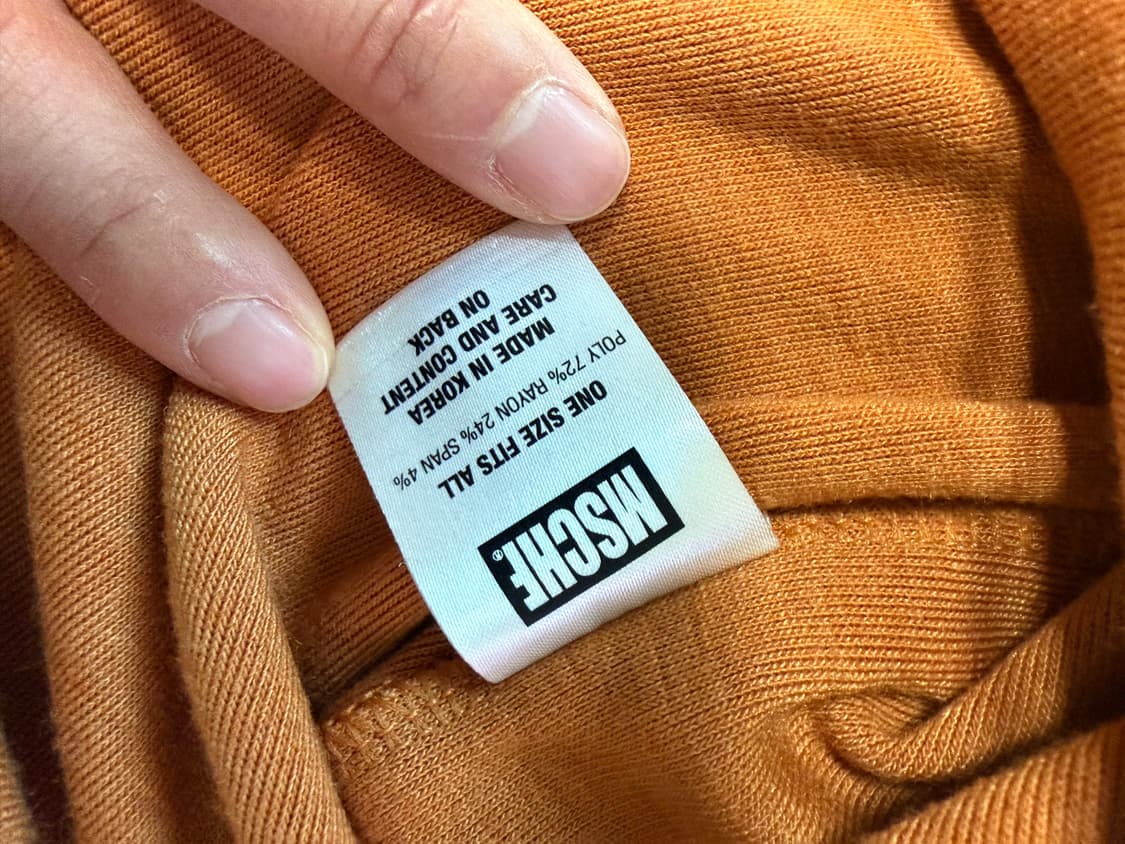 MSCHF®
ONE SIZE FITS ALL
POLY 72% RAYON 24% SPAN 4%
MADE IN KOREA
CARE AND CONTENT
ON BACK